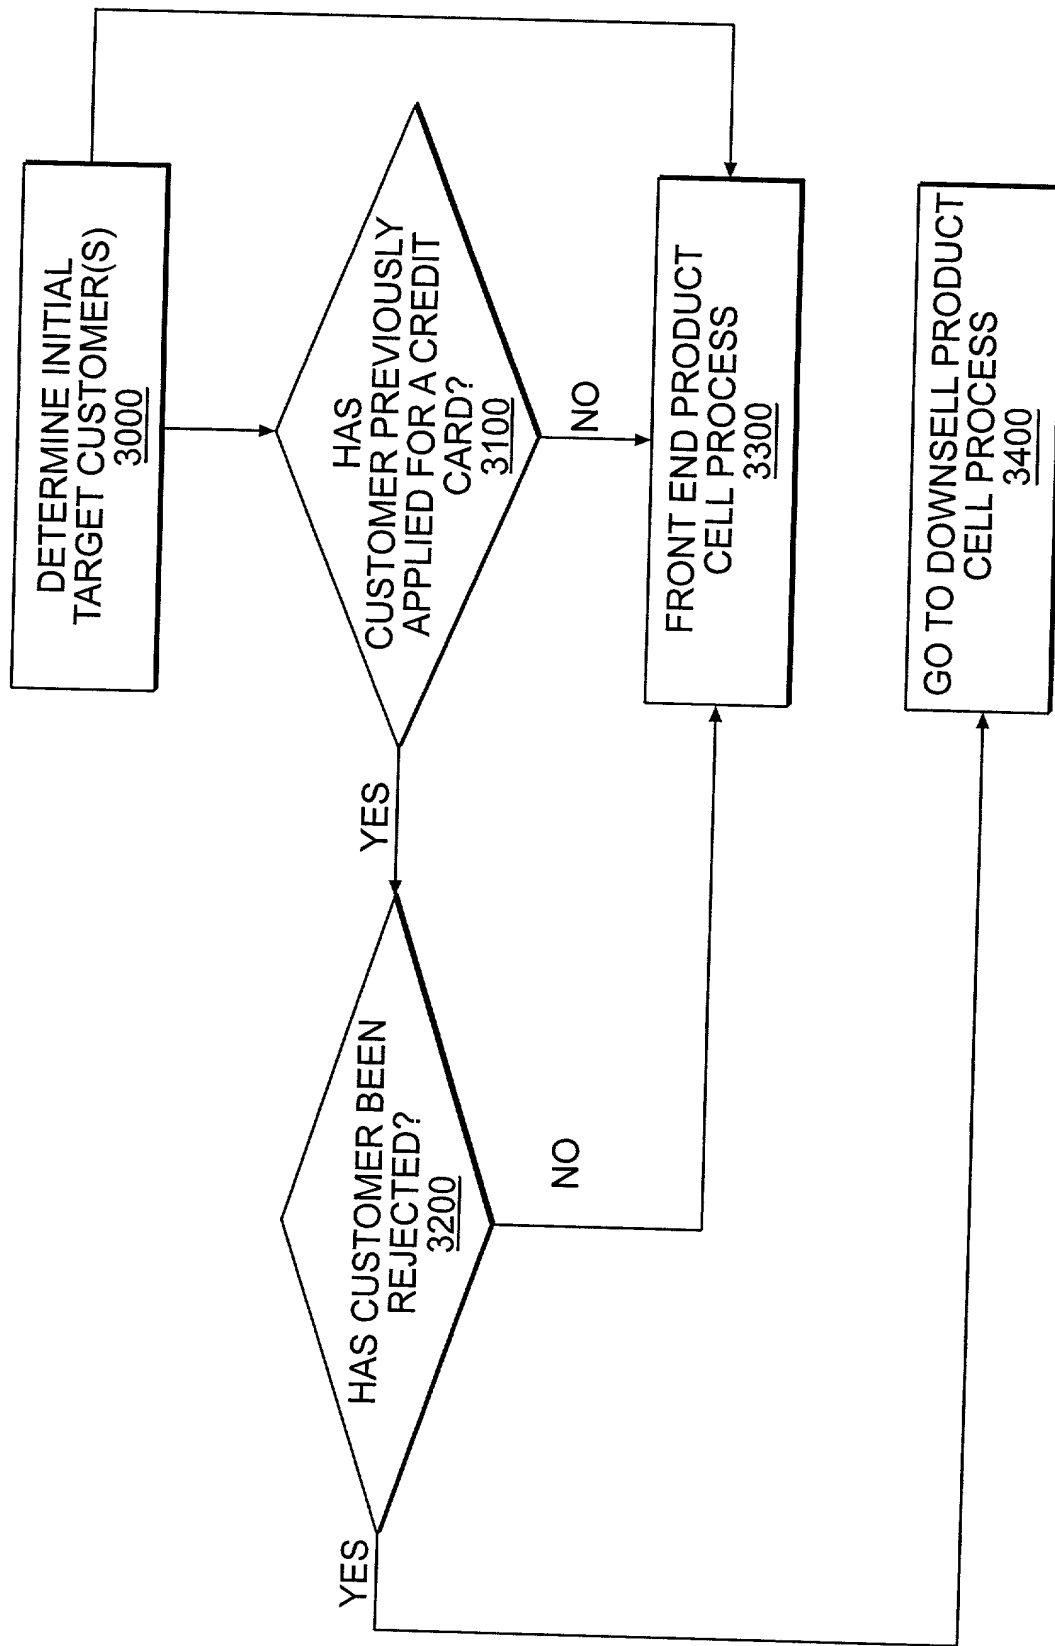 DETERMINE INITIAL
TARGET CUSTOMER(S)
3000
HAS
CUSTOMER PREVIOUSLY
APPLIED FOR A CREDIT
CARD?
3100
YES
NO
HAS CUSTOMER BEEN
REJECTED?
3200
YES
NO
FRONT END PRODUCT
CELL PROCESS
3300
GO TO DOWNSELL PRODUCT
CELL PROCESS
3400